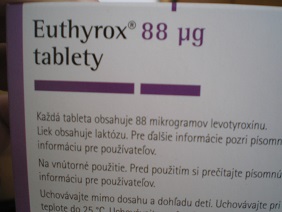 Euthyrox® 88 µg
tablety
Každá tableta obsahuje 88 mikrogramov levotyroxínu.
Liek obsahuje laktózu. Pre ďalšie informácie pozri písomnú
informáciu pre používateľov.
Na vnútorné použitie. Pred použitím si prečítajte písomnú
informáciu pre používateľov.
Uchovávajte mimo dosahu a dohľadu detí. Uchovávajte pri
teplote do 25 °C.